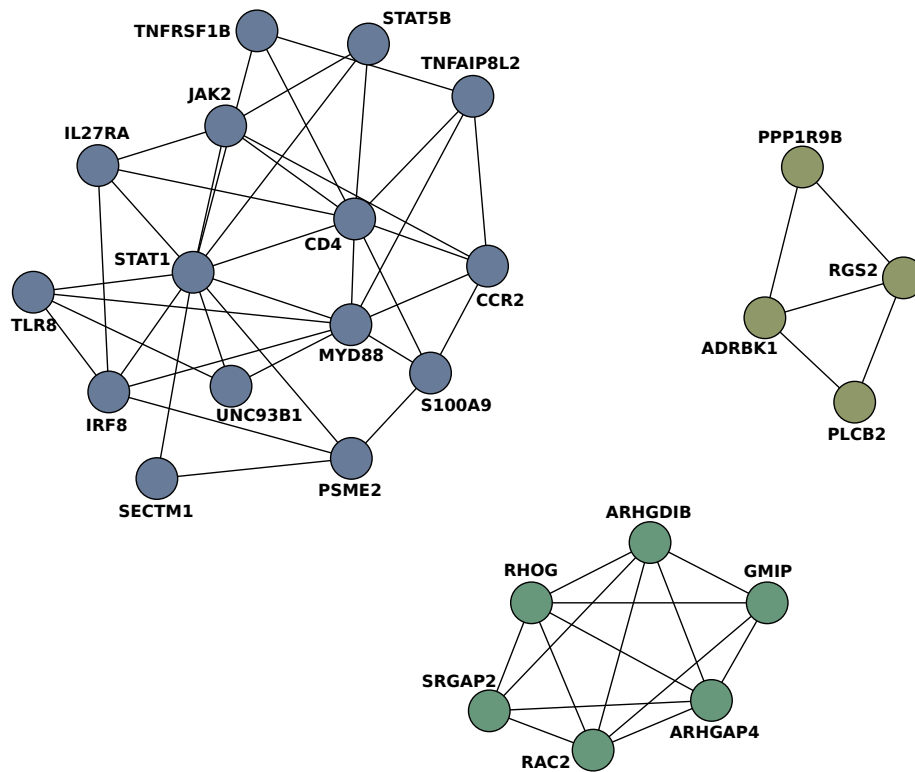 STAT5B
TNFRSF1B
TNFAIP8L2
JAK2
IL27RA
PPP1R9B
CD4
STAT1
RGS2
CCR2
TLR8
ADRBK1
MYD88
S100A9
UNC93B1
IRF8
PLCB2
PSME2
SECTM1
ARHGDIB
RHOG
GMIP
SRGAP2
ARHGAP4
RAC2